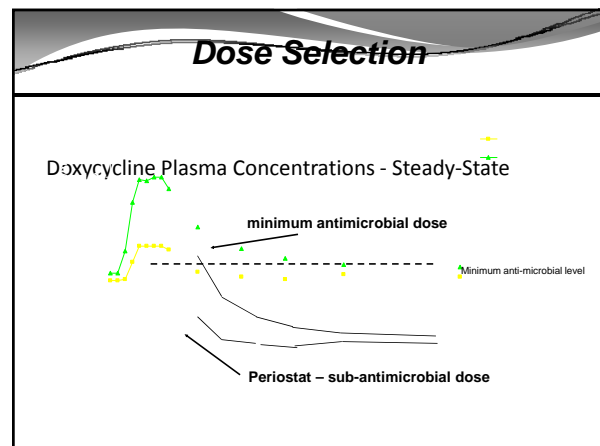 Dose Selection
Doxycycline Plasma Concentrations - Steady-State
minimum antimicrobial dose
Minimum anti-microbial level
Periostat – sub-antimicrobial dose